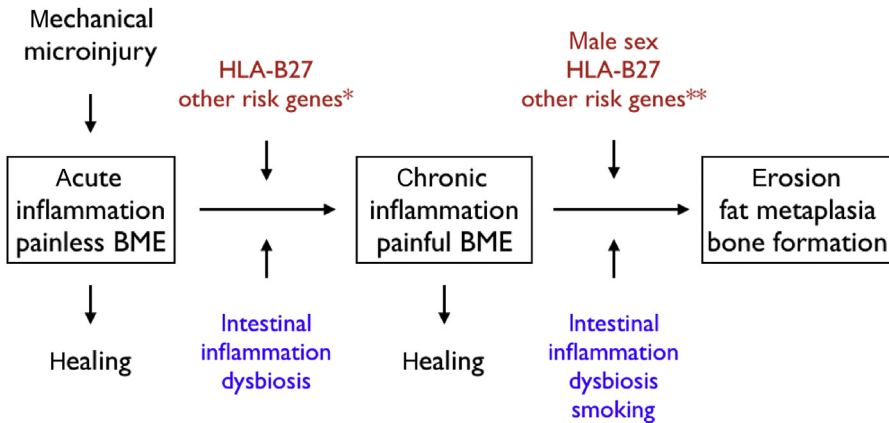 Mechanical
microinjury
HLA-B27
other risk genes*
Male sex
HLA-B27
other risk genes**
Acute
inflammation
painless BME
Chronic
inflammation
painful BME
Erosion
fat metaplasia
bone formation
Healing
Intestinal
inflammation
dysbiosis
Healing
Intestinal
inflammation
dysbiosis
smoking